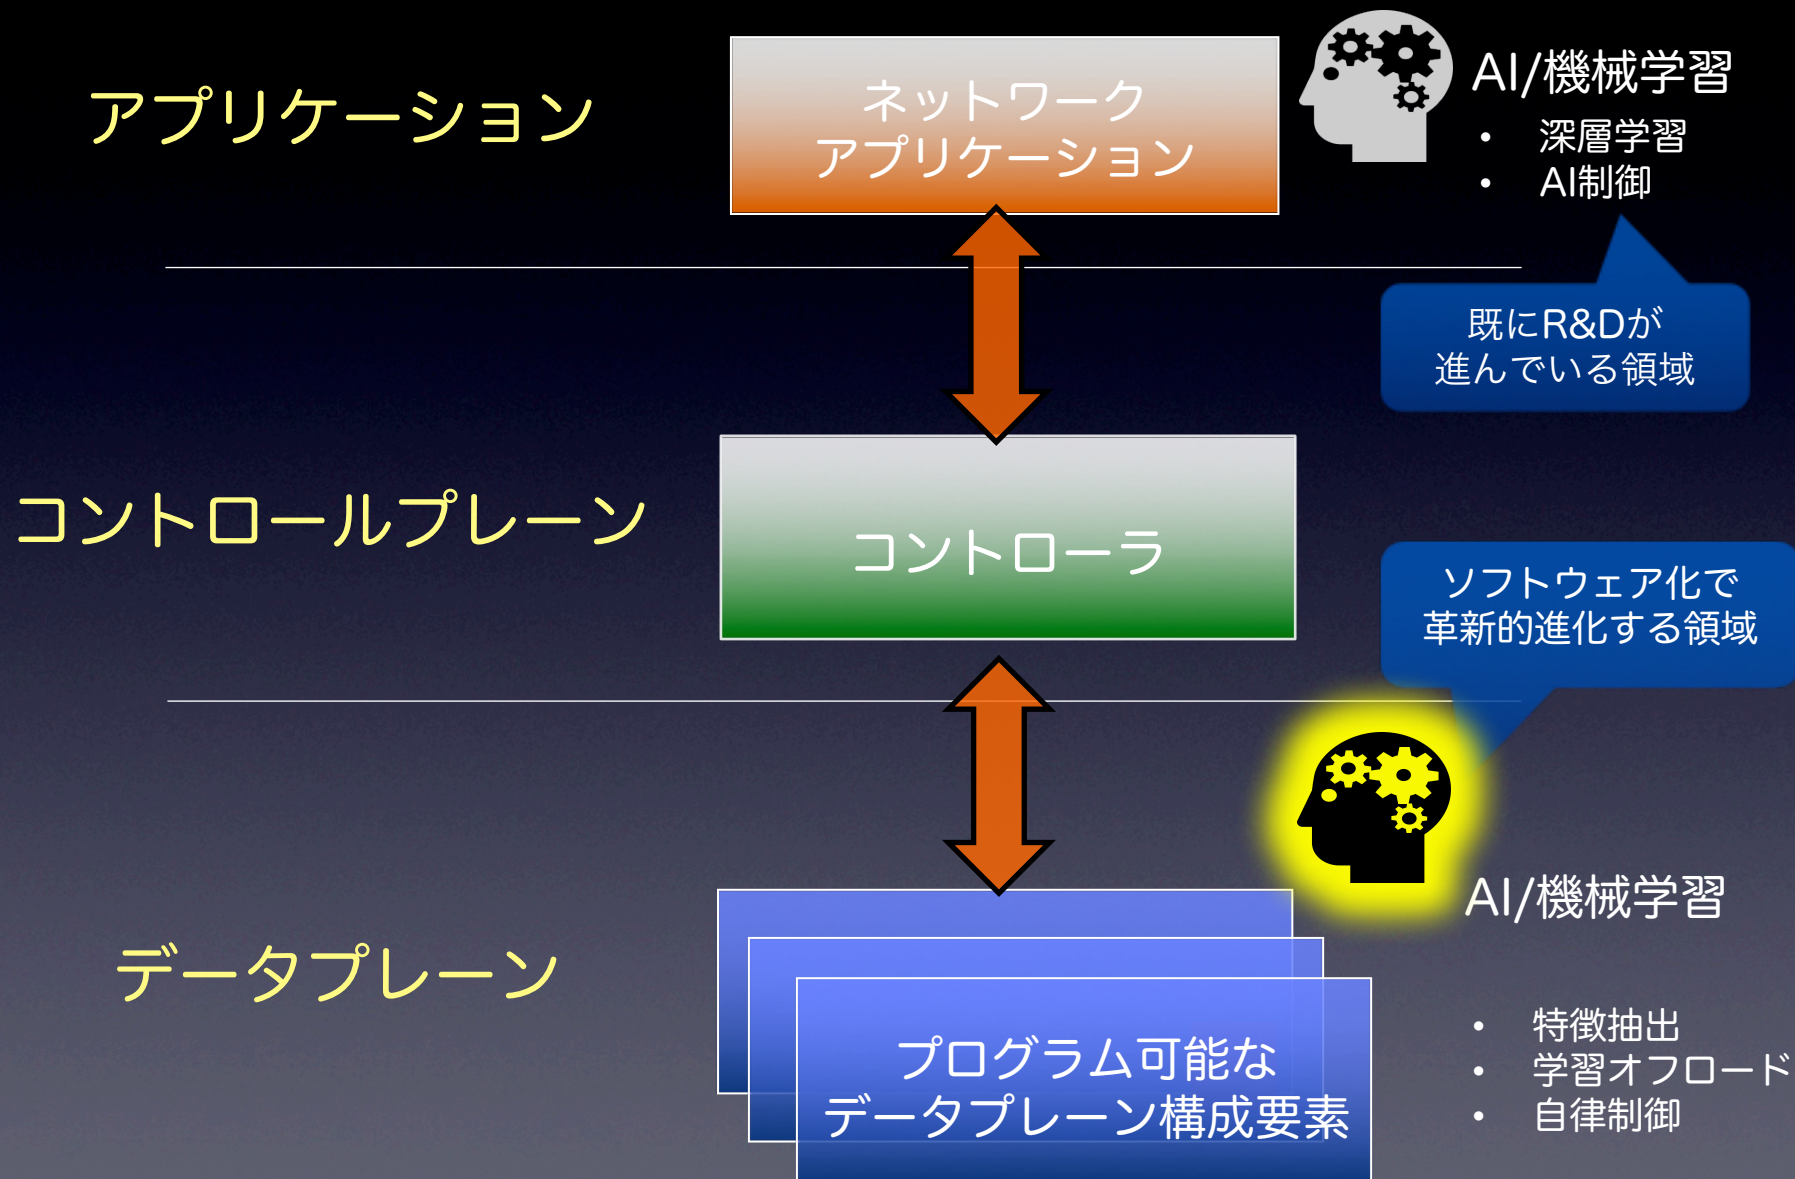 アプリケーション
ネットワーク
アプリケーション
AI/機械学習
• 深層学習
• AI制御
既にR&Dが
進んでいる領域
コントロールプレーン
コントローラ
ソフトウェア化で
革新的進化する領域
データプレーン
プログラム可能な
データプレーン構成要素
AI/機械学習
• 特徴抽出
• 学習オフロード
• 自律制御